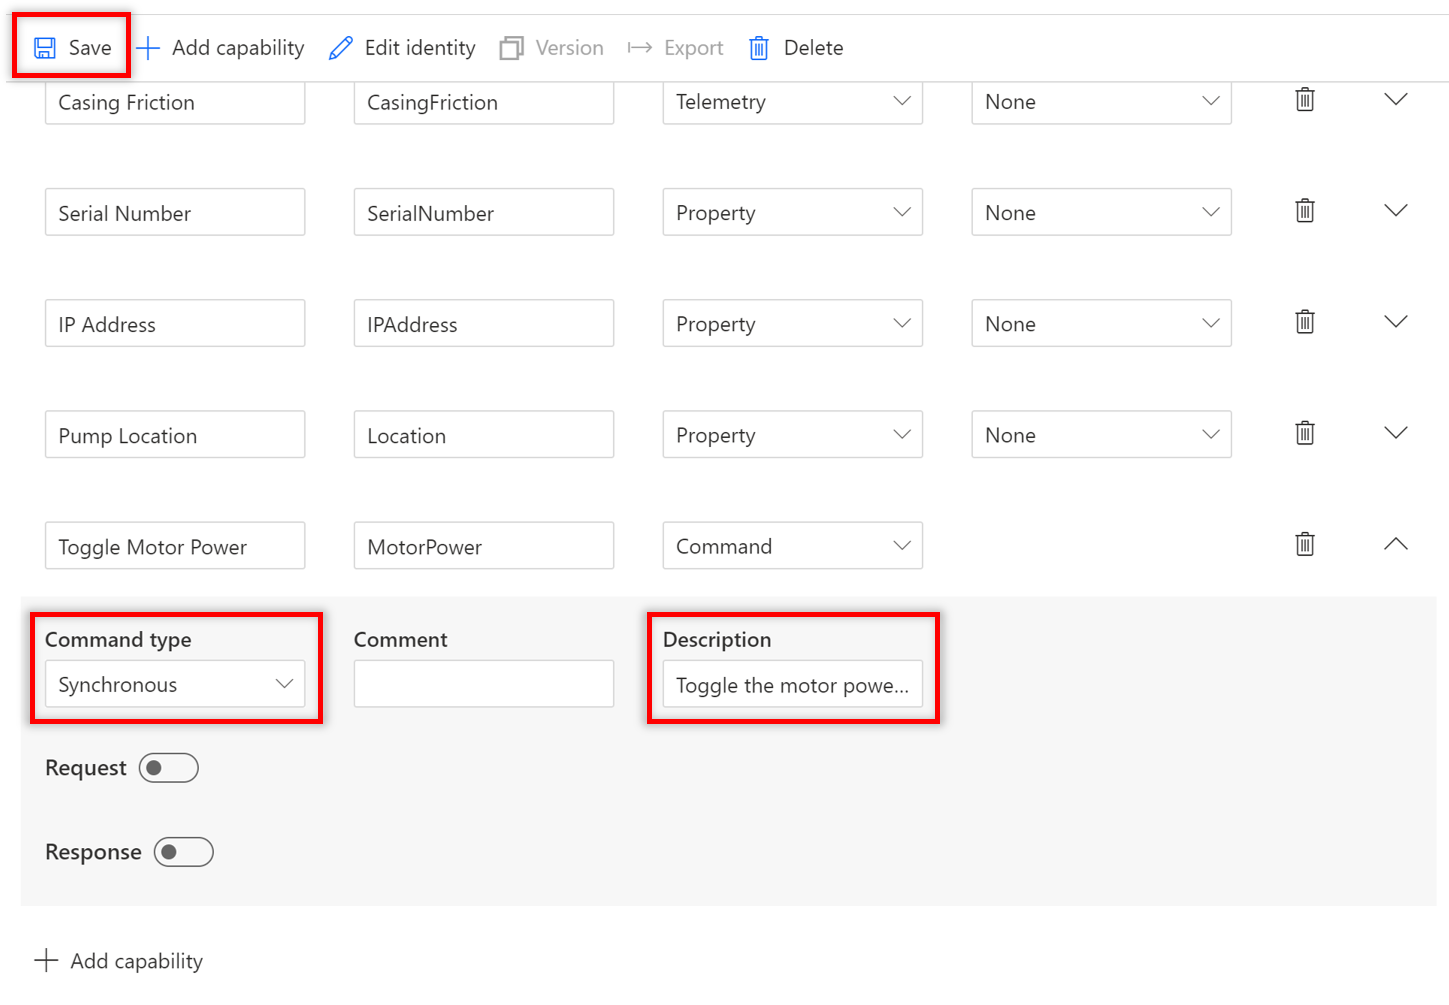 Save Add capability Edit identity Version Export Delete
Casing Friction CasingFriction Telemetry None
Serial Number SerialNumber Property None
IP Address IPAddress Property None
Pump Location Location Property None
Toggle Motor Power MotorPower Command
Command type Comment Description
Synchronous Toggle the motor powe...
Request
Response
Add capability